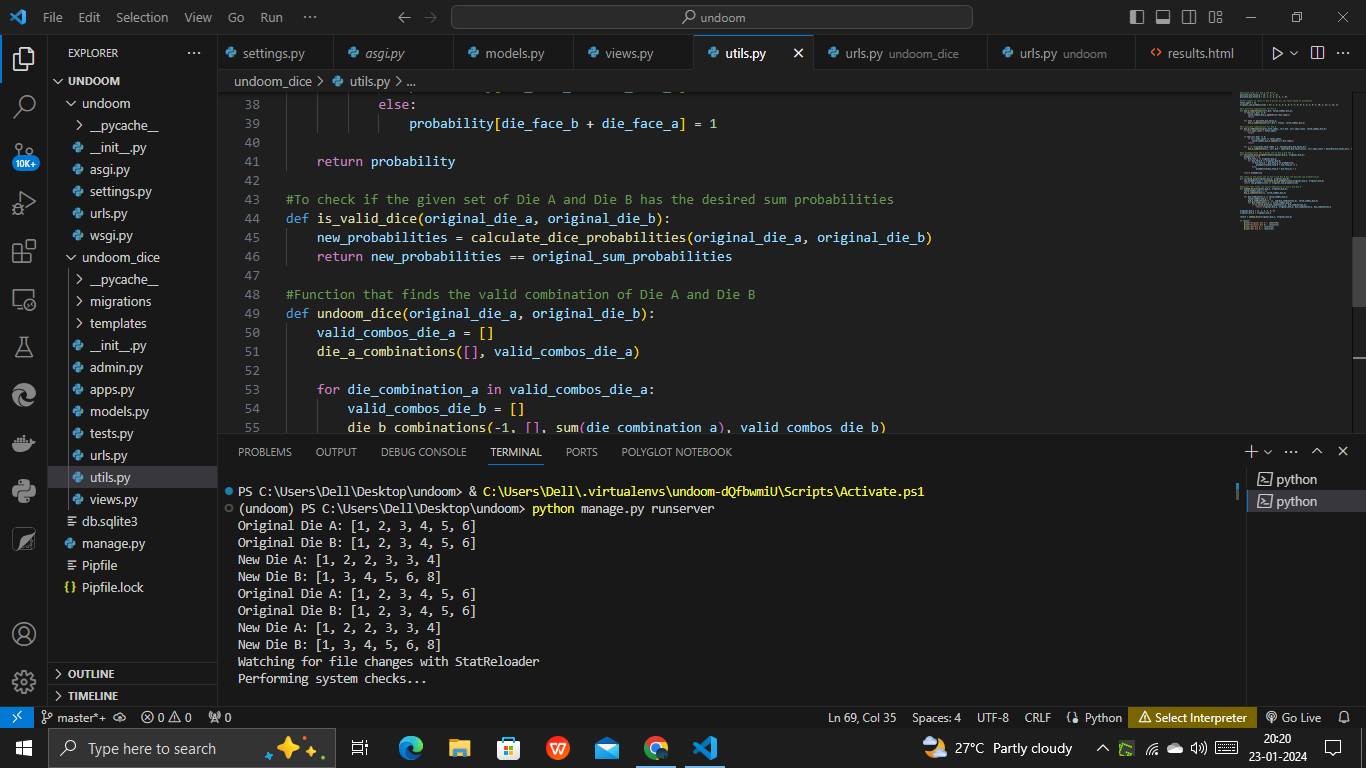 File Edit Selection View Go Run ··· undoom
EXPLORER ···
UNDOOM
undoom
__pycache__
__init__.py
asgi.py
settings.py
urls.py
wsgi.py
undoom_dice
__pycache__
migrations
templates
__init__.py
admin.py
apps.py
models.py
tests.py
urls.py
utils.py
views.py
db.sqlite3
manage.py
Pipfile
{} Pipfile.lock
OUTLINE
TIMELINE
10K+
settings.py asgi.py models.py views.py utils.py urls.py undoom_dice urls.py undoom results.html
undoom_dice > utils.py > ...
38 else:
39 probability[die_face_b + die_face_a] = 1
40
41 return probability
42
43 #To check if the given set of Die A and Die B has the desired sum probabilities
44 def is_valid_dice(original_die_a, original_die_b):
45 new_probabilities = calculate_dice_probabilities(original_die_a, original_die_b)
46 return new_probabilities == original_sum_probabilities
47
48 #Function that finds the valid combination of Die A and Die B
49 def undoom_dice(original_die_a, original_die_b):
50 valid_combos_die_a = []
51 die_a_combinations([], valid_combos_die_a)
52
53 for die_combination_a in valid_combos_die_a:
54 valid_combos_die_b = []
55 die_b_combinations(-1, [], sum(die_combination_a), valid_combos_die_b)
PROBLEMS OUTPUT DEBUG CONSOLE TERMINAL PORTS POLYGLOT NOTEBOOK
PS C:\Users\Dell\Desktop\undoom> & C:\Users\Dell\.virtualenvs\undoom-dQfbwmiU\Scripts\Activate.ps1
(undoom) PS C:\Users\Dell\Desktop\undoom> python manage.py runserver
Original Die A: [1, 2, 3, 4, 5, 6]
Original Die B: [1, 2, 3, 4, 5, 6]
New Die A: [1, 2, 2, 3, 3, 4]
New Die B: [1, 3, 4, 5, 6, 8]
Original Die A: [1, 2, 3, 4, 5, 6]
Original Die B: [1, 2, 3, 4, 5, 6]
New Die A: [1, 2, 2, 3, 3, 4]
New Die B: [1, 3, 4, 5, 6, 8]
Watching for file changes with StatReloader
Performing system checks...
python
python
master*+ 0 0 0 Ln 69, Col 35 Spaces: 4 UTF-8 CRLF Python Select Interpreter Go Live
Type here to search 27°C Partly cloudy 20:20
23-01-2024